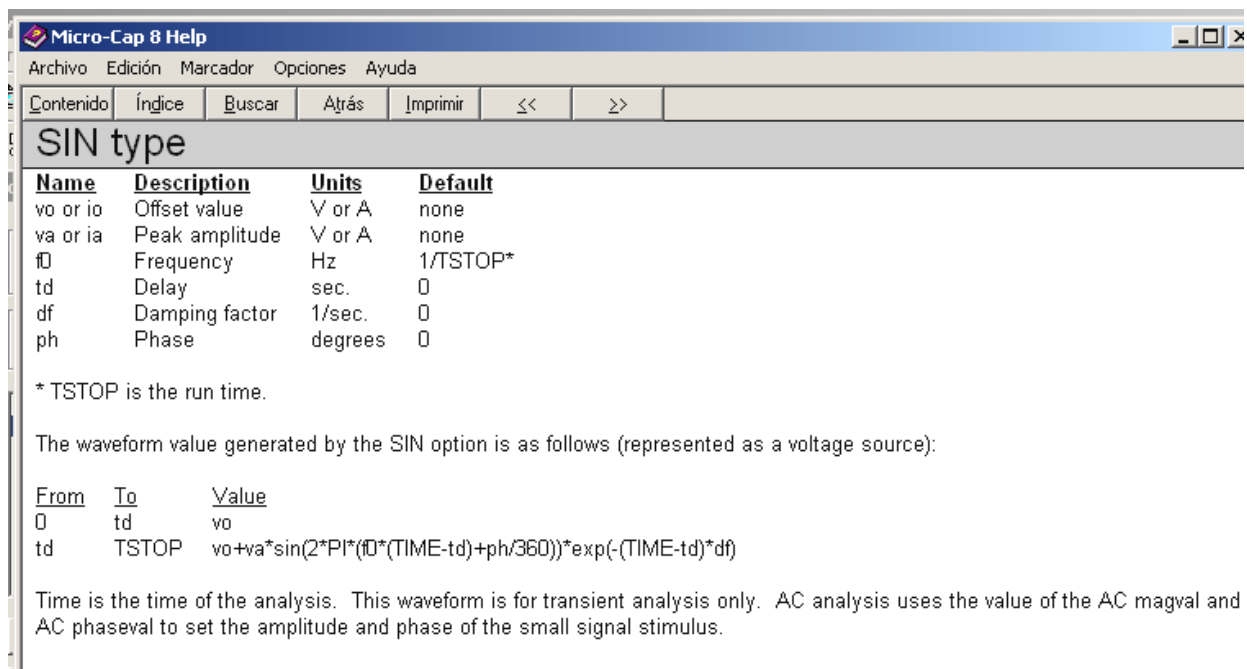 Micro-Cap 8 Help
Archivo Edición Marcador Opciones Ayuda
Contenido Índice Buscar Atrás Imprimir << >>
SIN type
Name Description Units Default
vo or io Offset value V or A none
va or ia Peak amplitude V or A none
f0 Frequency Hz 1/TSTOP*
td Delay sec. 0
df Damping factor 1/sec. 0
ph Phase degrees 0
* TSTOP is the run time.
The waveform value generated by the SIN option is as follows (represented as a voltage source):
From To Value
0 td vo
td TSTOP vo+va*sin(2*PI*(f0*(TIME-td)+ph/360))*exp(-(TIME-td)*df)
Time is the time of the analysis. This waveform is for transient analysis only. AC analysis uses the value of the AC magval and
AC phaseval to set the amplitude and phase of the small signal stimulus.